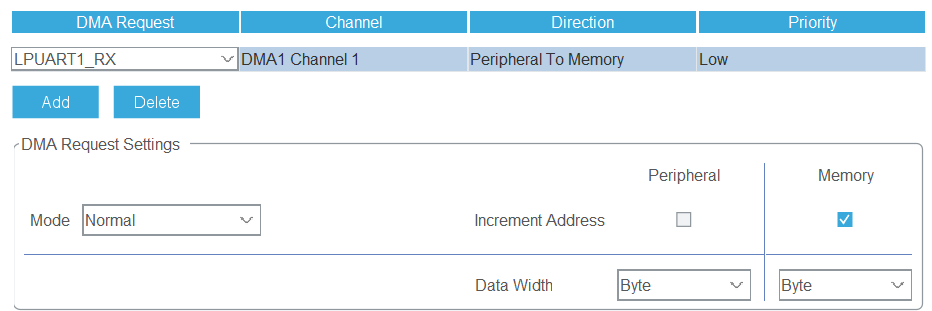 DMA Request Channel Direction Priority
LPUART1_RX DMA1 Channel 1 Peripheral To Memory Low
Add Delete
DMA Request Settings
Peripheral Memory
Mode Normal Increment Address
Data Width Byte Byte